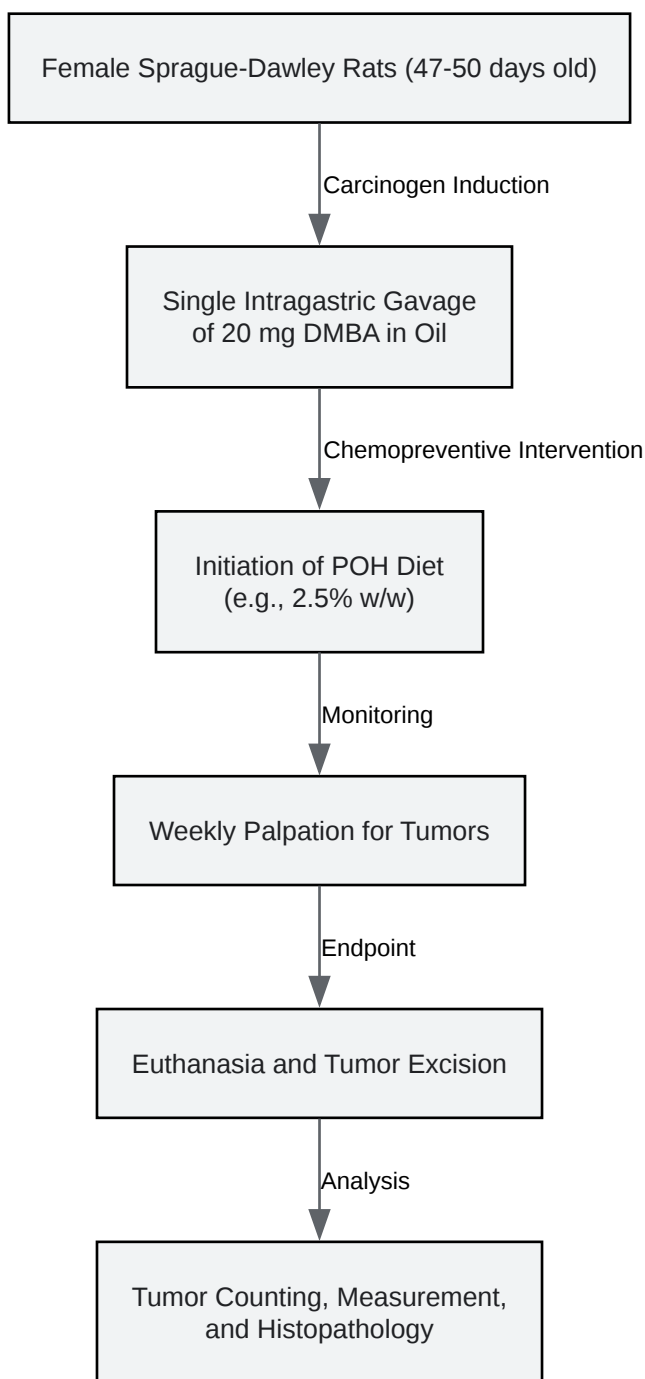 Female Sprague-Dawley Rats (47-50 days old)
Carcinogen Induction
Single Intragastric Gavage
of 20 mg DMBA in Oil
Chemopreventive Intervention
Initiation of POH Diet
(e.g., 2.5% w/w)
Monitoring
Weekly Palpation for Tumors
Endpoint
Euthanasia and Tumor Excision
Analysis
Tumor Counting, Measurement,
and Histopathology